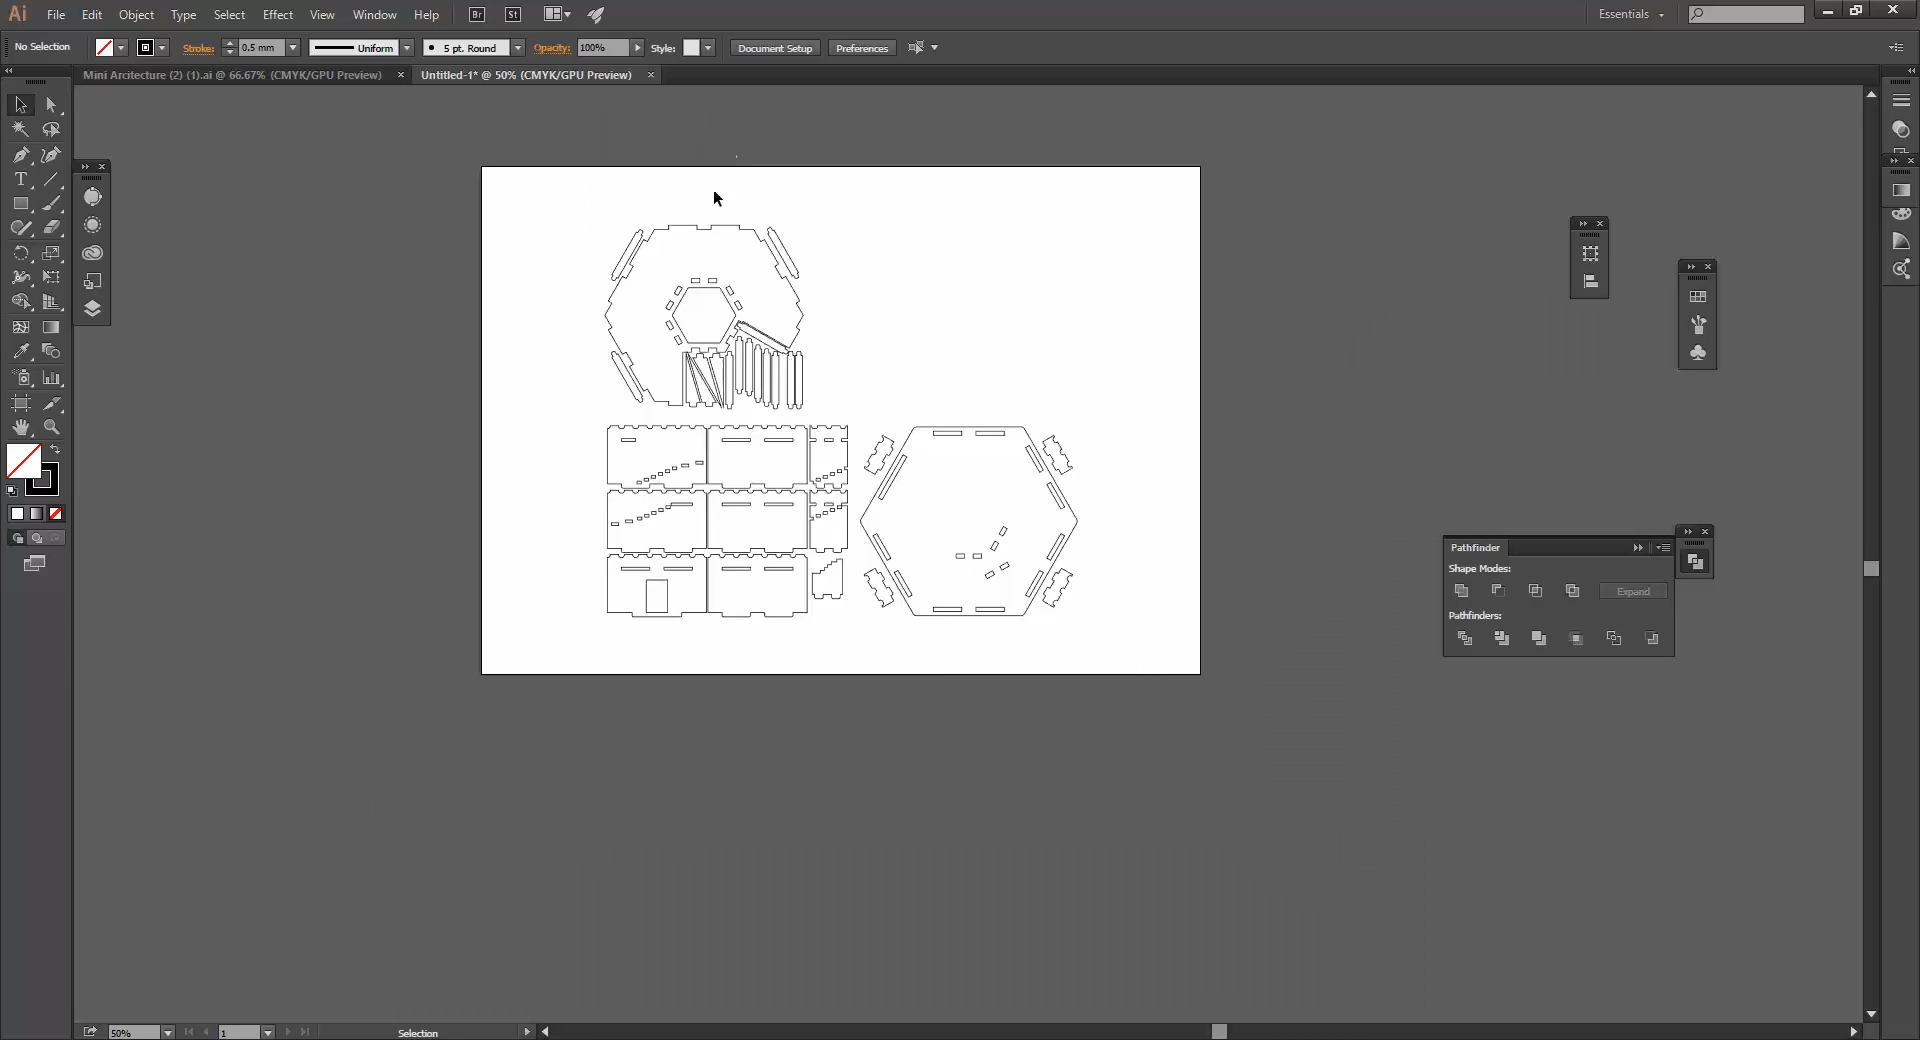 Ai File Edit Object Type Select Effect View Window Help Br St Essentials
No Selection Stroke: 0.5 mm Uniform 5 pt. Round Opacity: 100% Style: Document Setup Preferences
Mini Arcitecture (2) (1).ai @ 66.67% (CMYK/GPU Preview) × Untitled-1* @ 50% (CMYK/GPU Preview) ×
Pathfinder
Shape Modes:
Expand
Pathfinders:
50% 1 Selection